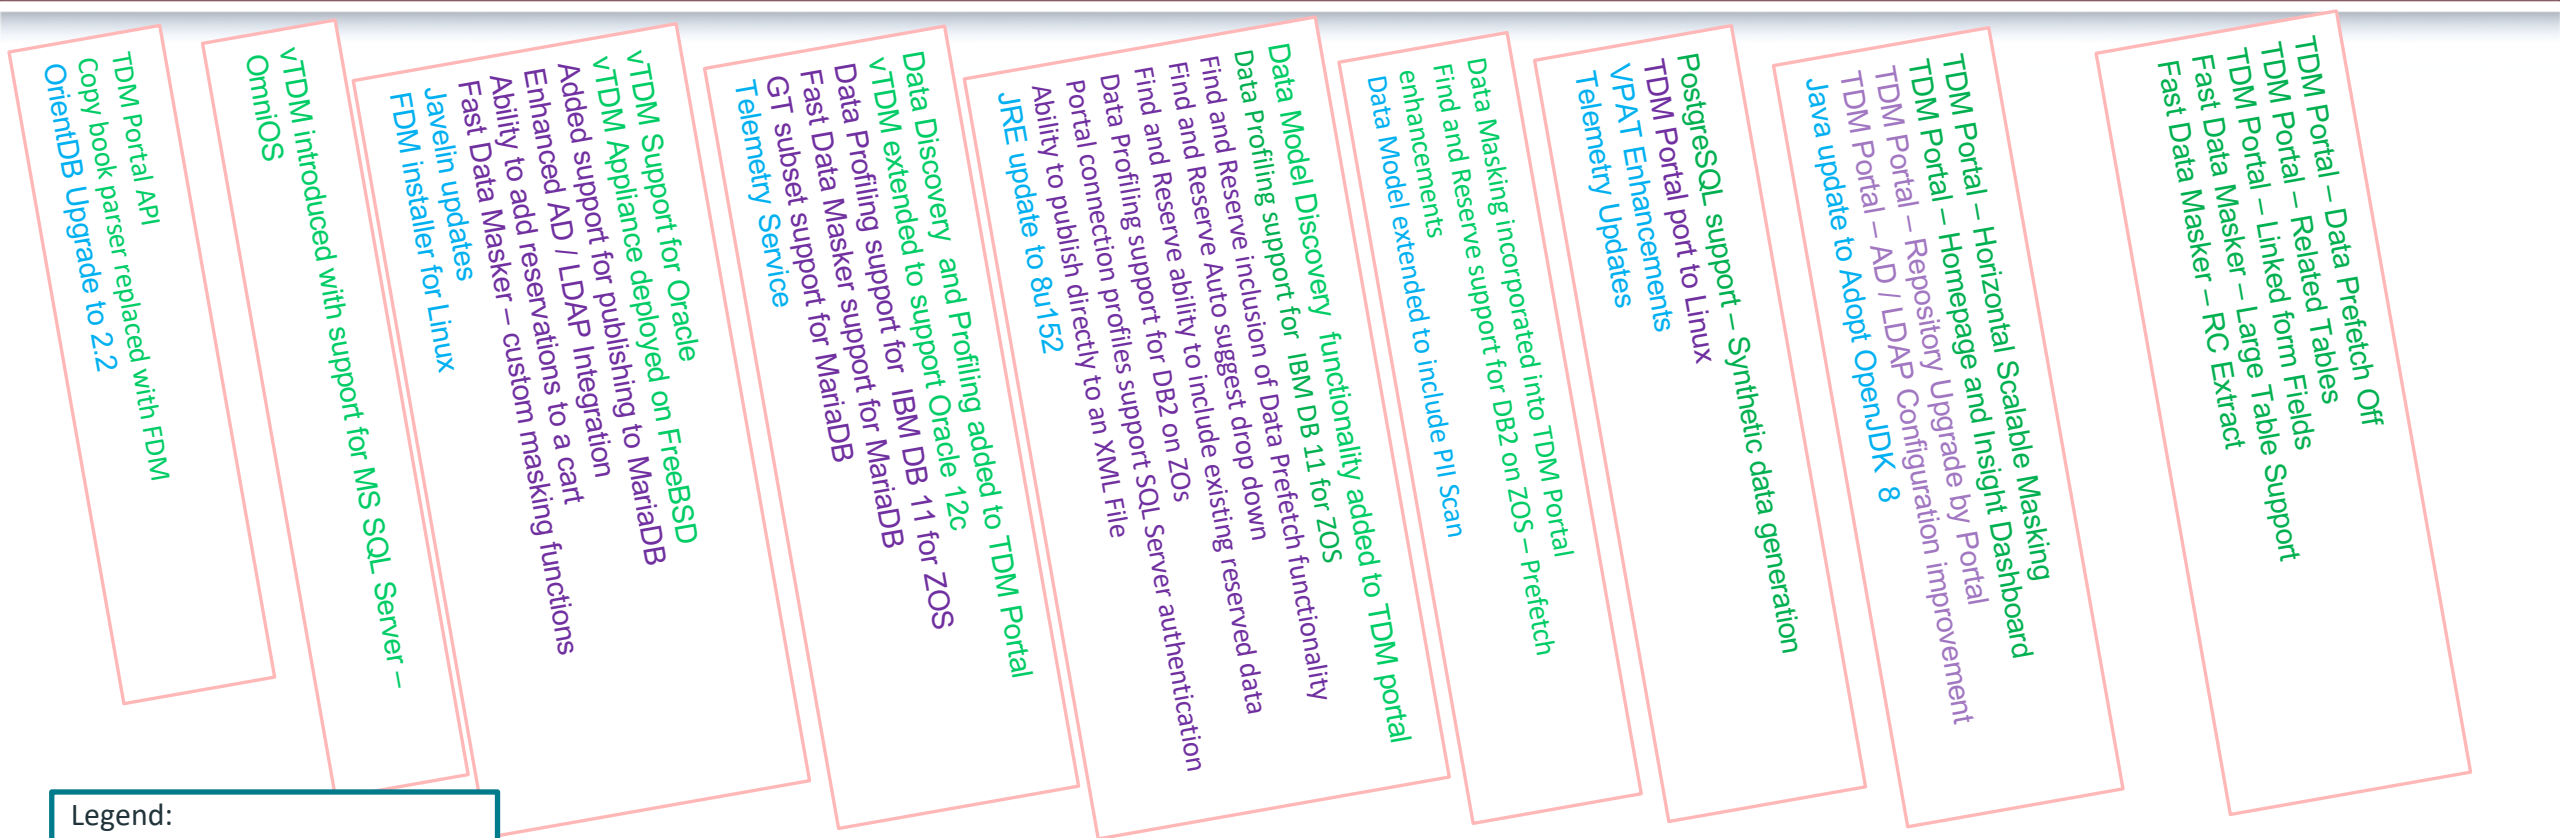 TDM Portal API
Copy book parser replaced with FDM
OrientDB Upgrade to 2.2
vTDM introduced with support for MS SQL Server –
OmniOS
vTDM Support for Oracle
vTDM Appliance deployed on FreeBSD
Added support for publishing to MariaDB
Enhanced AD / LDAP Integration
Ability to add reservations to a cart
Fast Data Masker – custom masking functions
Javelin updates
FDM installer for Linux
Data Discovery and Profiling added to TDM Portal
vTDM extended to support Oracle 12c
Data Profiling support for IBM DB 11 for ZOS
Fast Data Masker support for MariaDB
GT subset support for MariaDB
Telemetry Service
Data Model Discovery functionality added to TDM portal
Data Profiling support for IBM DB 11 for ZOS
Find and Reserve inclusion of Data Prefetch functionality
Find and Reserve Auto suggest drop down
Find and Reserve ability to include existing reserved data
Data Profiling support for DB2 on ZOs
Portal connection profiles support SQL Server authentication
Ability to publish directly to an XML File
JRE update to 8u152
Data Masking incorporated into TDM Portal
Find and Reserve support for DB2 on ZOS – Prefetch
enhancements
Data Model extended to include PII Scan
PostgreSQL support – Synthetic data generation
TDM Portal port to Linux
VPAT Enhancements
Telemetry Updates
TDM Portal – Horizontal Scalable Masking
TDM Portal – Homepage and Insight Dashboard
TDM Portal – Repository Upgrade by Portal
TDM Portal – AD / LDAP Configuration improvement
Java update to Adopt OpenJDK 8
TDM Portal – Data Prefetch Off
TDM Portal – Related Tables
TDM Portal – Linked form Fields
Fast Data Masker – Large Table Support
Fast Data Masker – RC Extract
Legend: